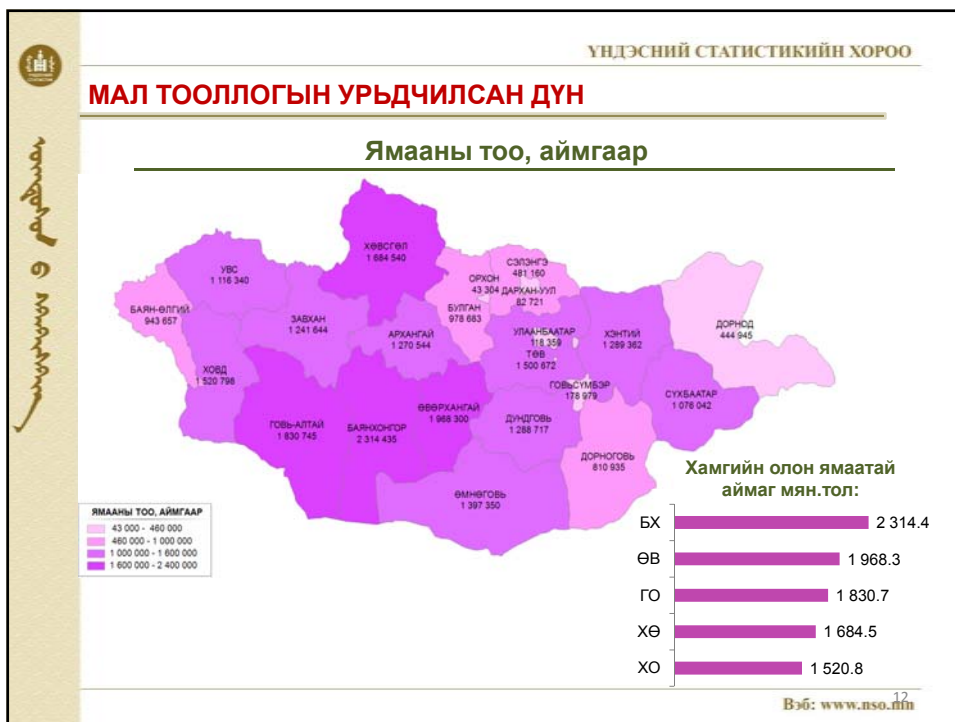 ҮНДЭСНИЙ СТАТИСТИКИЙН ХОРОО
МАЛ ТООЛЛОГЫН УРЬДЧИЛСАН ДҮН
Ямааны тоо, аймгаар
ХӨВСГӨЛ
1 684 540
УВС
1 116 340
СЭЛЭНГЭ
481 160
ОРХОН
43 304
ДАРХАН-УУЛ
82 721
БАЯН-ӨЛГИЙ
943 657
ЗАВХАН
1 241 644
АРХАНГАЙ
1 270 544
БУЛГАН
978 683
УЛААНБААТАР
118 359
ТӨВ
1 500 672
ХЭНТИЙ
1 289 362
ДОРНОД
444 945
ХОВД
1 520 798
ГОВЬСҮМБЭР
178 979
СҮХБААТАР
1 076 042
ГОВЬ-АЛТАЙ
1 830 745
БАЯНХОНГОР
2 314 435
ӨВӨРХАНГАЙ
1 968 300
ДУНДГОВЬ
1 288 717
ДОРНОГОВЬ
810 935
ӨМНӨГОВЬ
1 397 350
ЯМААНЫ ТОО, АЙМГААР
43 000 - 460 000
460 000 - 1 000 000
1 000 000 - 1 600 000
1 600 000 - 2 400 000
Хамгийн олон ямаатай
аймаг мян.тол:
БХ 2 314.4
ӨВ 1 968.3
ГО 1 830.7
ХӨ 1 684.5
ХО 1 520.8
12
Вэб: www.nso.mn